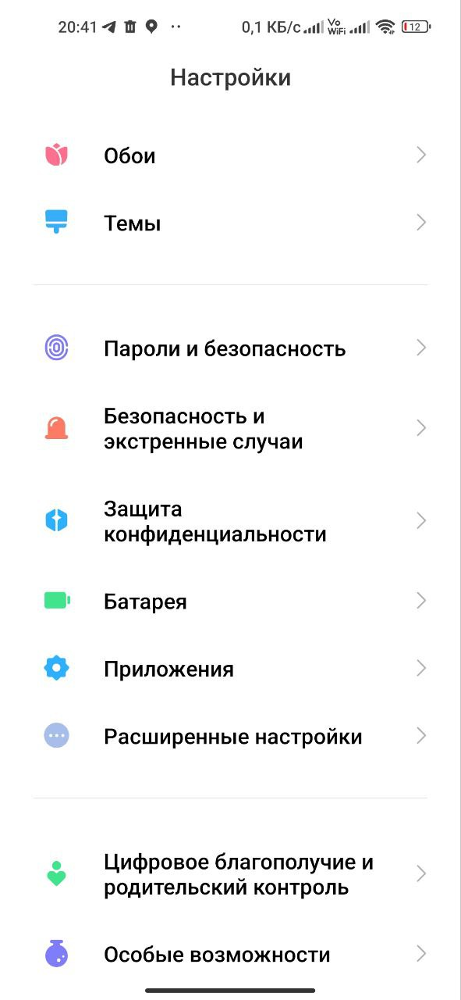 20:41 0,1 КБ/с Vo WiFi 12
Настройки
Обои
Темы
Пароли и безопасность
Безопасность и
экстренные случаи
Защита
конфиденциальности
Батарея
Приложения
Расширенные настройки
Цифровое благополучие и
родительский контроль
Особые возможности